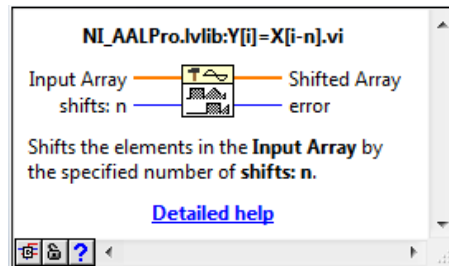 NI_AALPro.lvlib:Y[i]=X[i-n].vi
Input Array Shifted Array
shifts: n error
Shifts the elements in the Input Array by
the specified number of shifts: n.
Detailed help
?